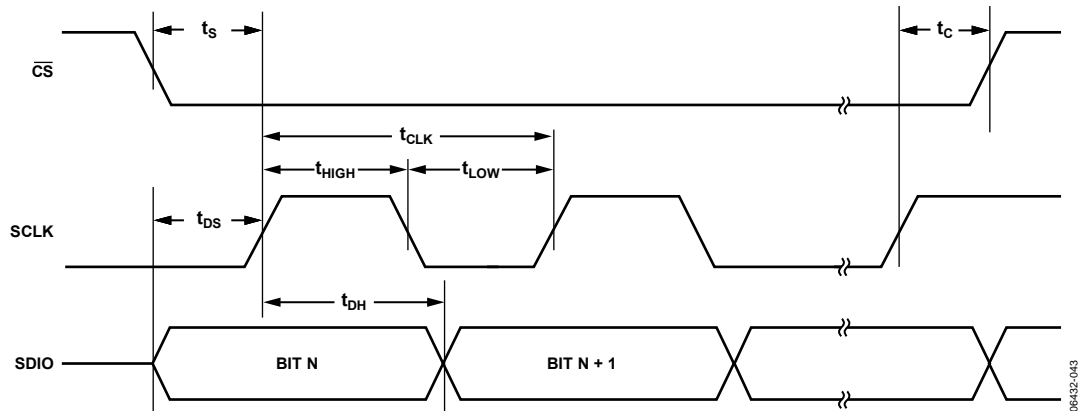 tS
tC
CS
tCLK
tHIGH
tLOW
tDS
SCLK
tDH
SDIO
BIT N
BIT N + 1
06432-043